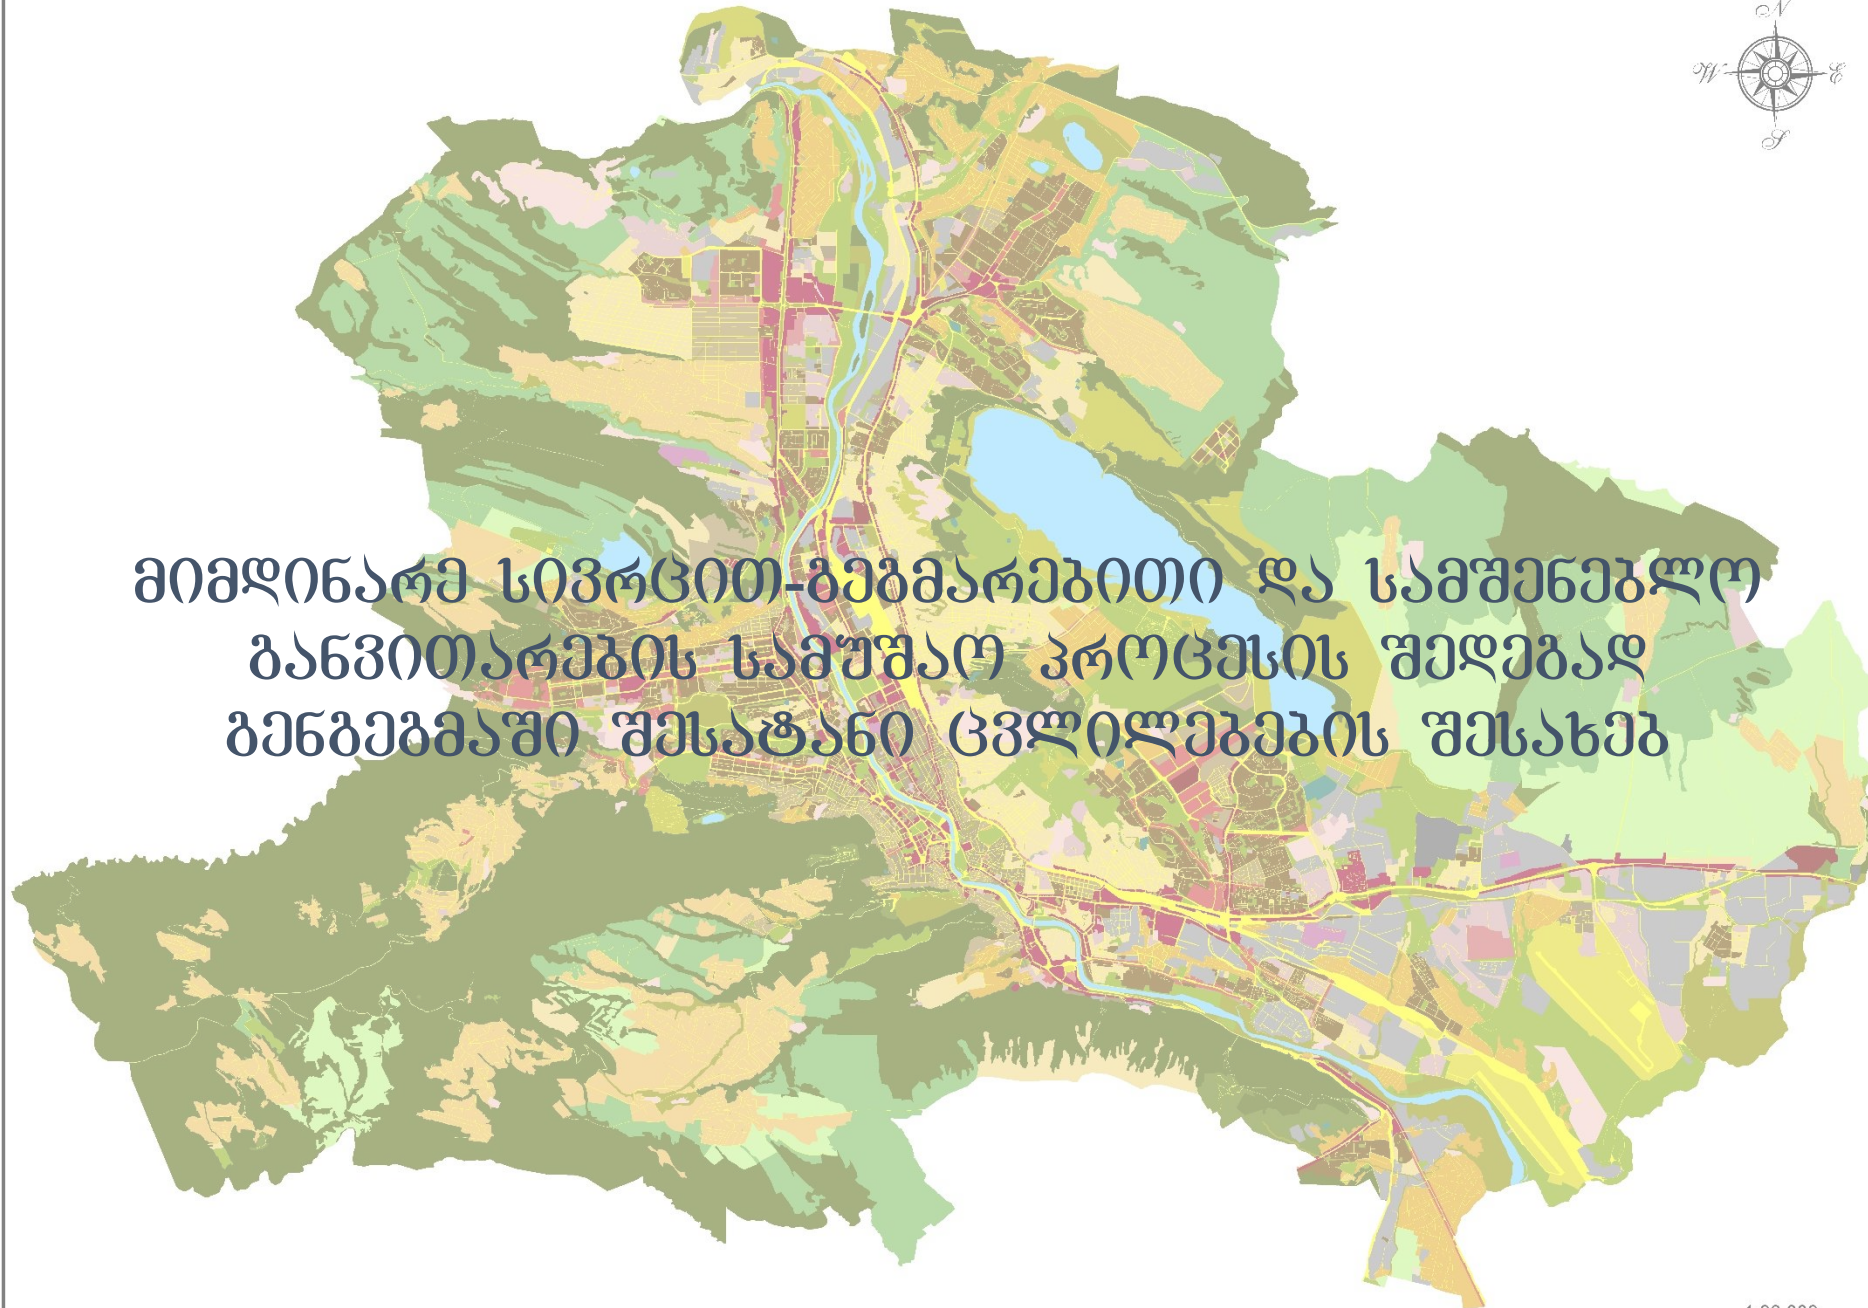 N
W E
S
მიმდინარე სივრცით-გეგმარებითი და სამშენებლო
განვითარების სამუშაო პროცესის შედეგად
გენგეგმაში შესატანი ცვლილებების შესახებ